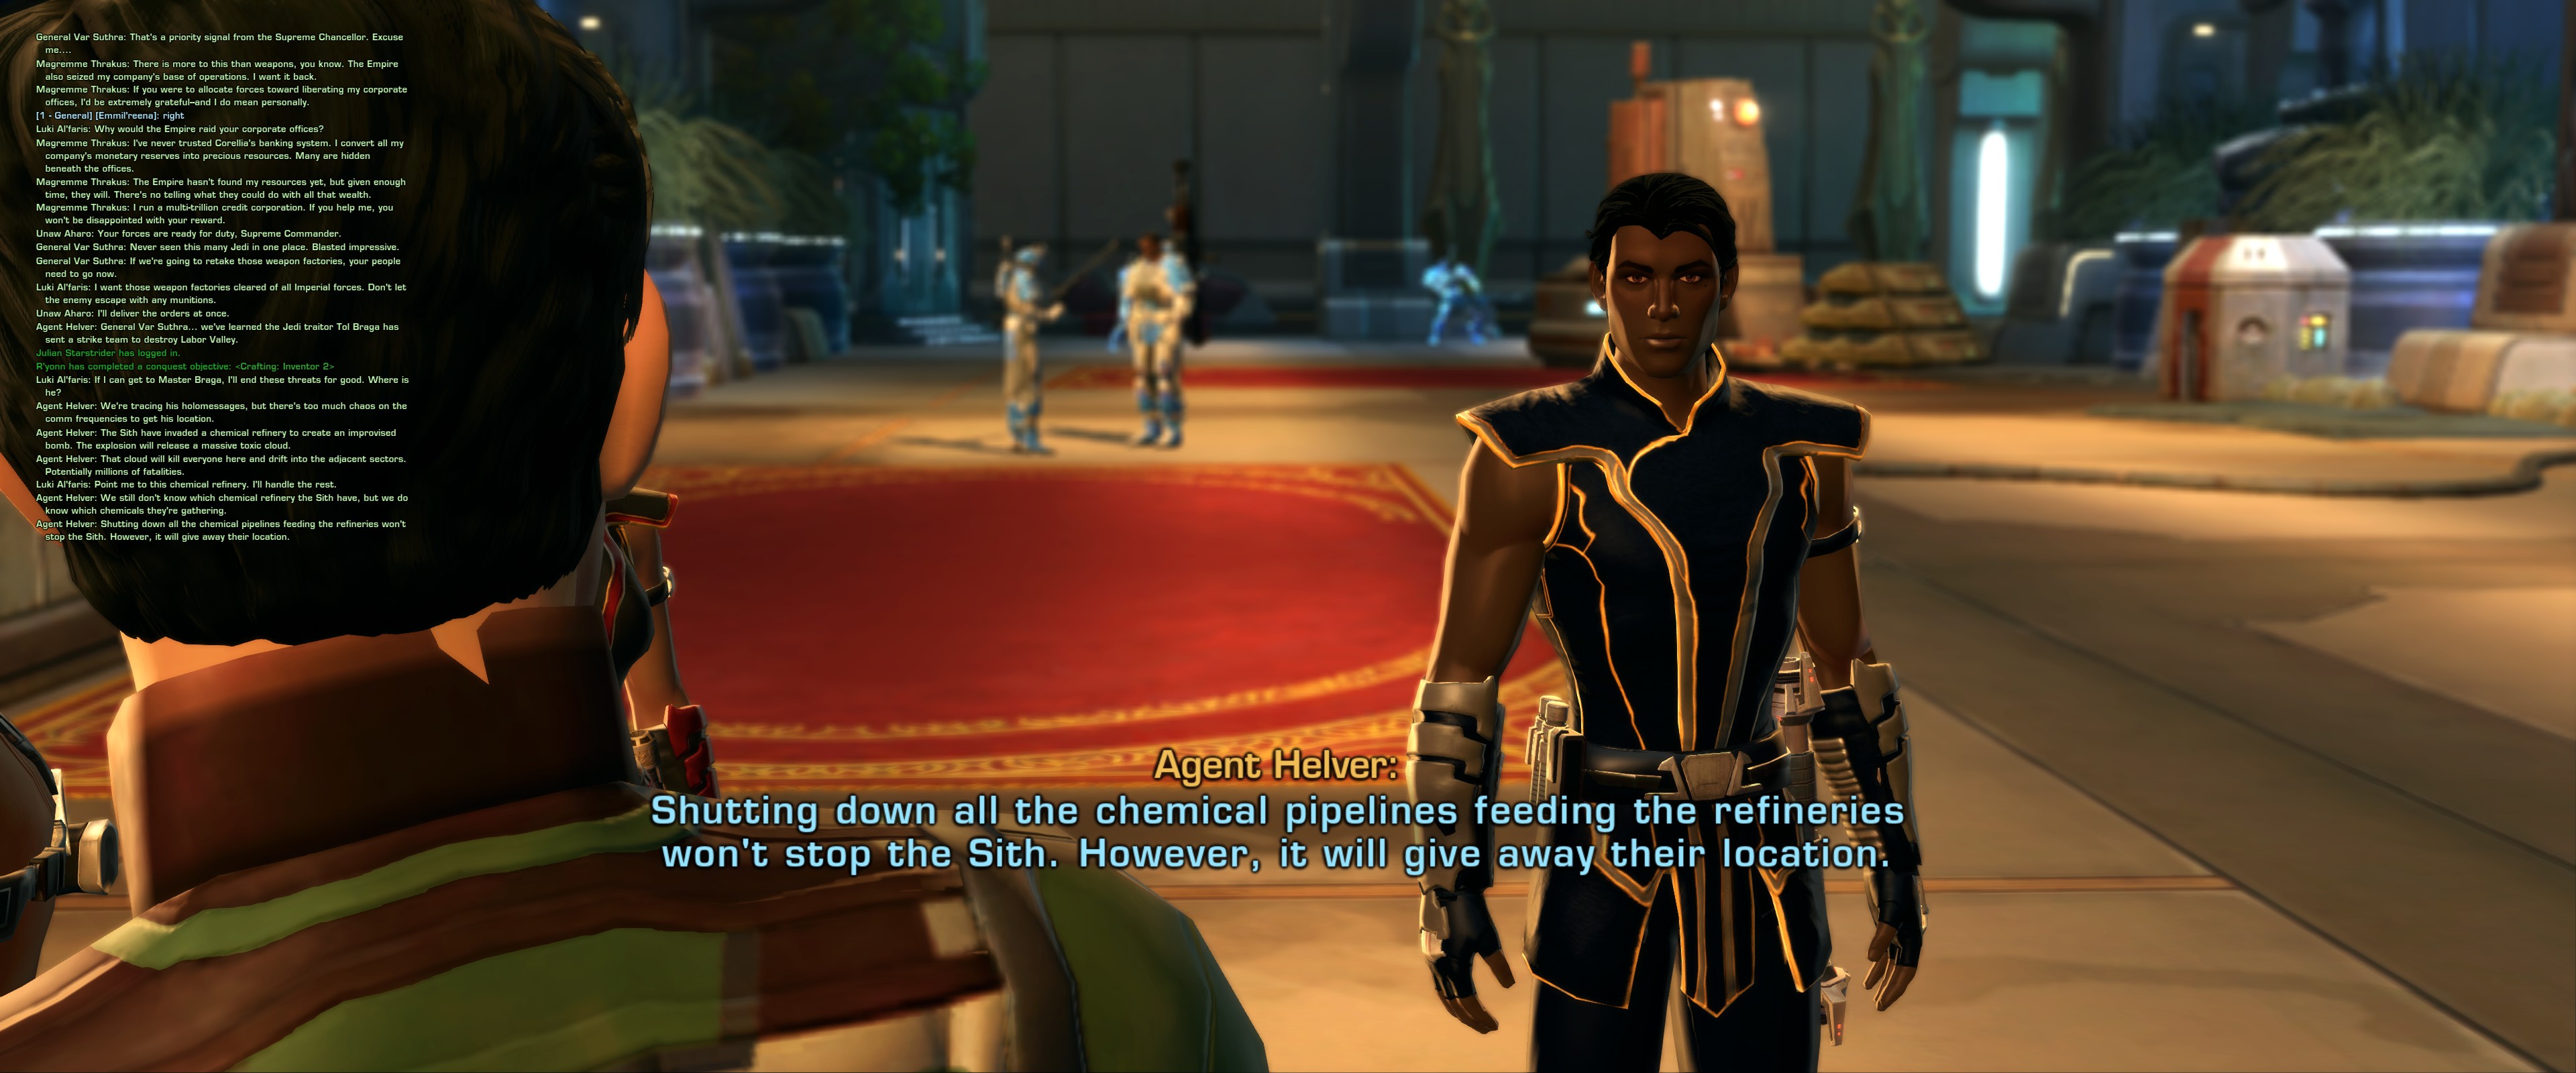 General Var Suthra: That's a priority signal from the Supreme Chancellor. Excuse
me....
Magremme Thrakus: There is more to this than weapons, you know. The Empire
also seized my company's base of operations. I want it back.
Magremme Thrakus: If you were to allocate forces toward liberating my corporate
offices, I'd be extremely grateful—and I do mean personally.
[1 - General] [Emmil'reena]: right
Luki Al'faris: Why would the Empire raid your corporate offices?
Magremme Thrakus: I've never trusted Corellia's banking system. I convert all my
company's monetary reserves into precious resources. Many are hidden
beneath the offices.
Magremme Thrakus: The Empire hasn't found my resources yet, but given enough
time, they will. There's no telling what they could do with all that wealth.
Magremme Thrakus: I run a multi-trillion credit corporation. If you help me, you
won't be disappointed with your reward.
Unaw Aharo: Your forces are ready for duty, Supreme Commander.
General Var Suthra: Never seen this many Jedi in one place. Blasted impressive.
General Var Suthra: If we're going to retake those weapon factories, your people
need to go now.
Luki Al'faris: I want those weapon factories cleared of all Imperial forces. Don't let
the enemy escape with any munitions.
Unaw Aharo: I'll deliver the orders at once.
Agent Helver: General Var Suthra... we've learned the Jedi traitor Tol Braga has
sent a strike team to destroy Labor Valley.
Julian Starstrider has logged in.
R'yonn has completed a conquest objective: <Crafting: Inventor 2>
Luki Al'faris: If I can get to Master Braga, I'll end these threats for good. Where is
he?
Agent Helver: We're tracing his holomessages, but there's too much chaos on the
comm frequencies to get his location.
Agent Helver: The Sith have invaded a chemical refinery to create an improvised
bomb. The explosion will release a massive toxic cloud.
Agent Helver: That cloud will kill everyone here and drift into the adjacent sectors.
Potentially millions of fatalities.
Luki Al'faris: Point me to this chemical refinery. I'll handle the rest.
Agent Helver: We still don't know which chemical refinery the Sith have, but we do
know which chemicals they're gathering.
Agent Helver: Shutting down all the chemical pipelines feeding the refineries won't
stop the Sith. However, it will give away their location.
Agent Helver:
Shutting down all the chemical pipelines feeding the refineries
won't stop the Sith. However, it will give away their location.